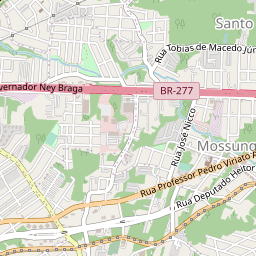 Santo
Rua Tobias de Macedo Jún
BR-277
vernador Ney Braga
Rua José Nicco
Mossung
Rua Professor Pedro Viriato P
Rua Deputado Heitor